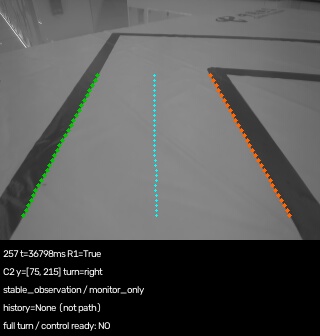 257 t=36798ms R1=True
C2 y=[75, 215] turn=right
stable_observation / monitor_only
history=None (not path)
full turn / control ready: NO